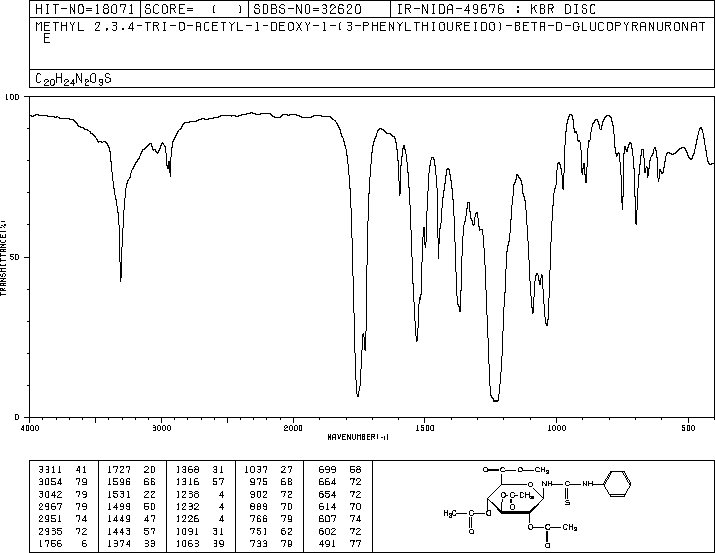 HIT-NO=18071 SCORE= ( ) SDBS-NO=32620 IR-NIDA-49676 : KBR DISC
METHYL 2,3,4-TRI-O-ACETYL-1-DEOXY-1-(3-PHENYLTHIOUREIDO)-BETA-D-GLUCOPYRANURONAT
E
C20H24N2O9S
100
50
0
TRANSMITTANCE(%)
4000 3000 2000 1500 1000 500
WAVENUMBER(-1)
3311 41 1727 20 1368 31 1037 27 699 58
3054 79 1596 66 1316 57 975 68 664 72
3042 79 1531 22 1238 4 902 72 654 72
2967 79 1499 50 1232 4 889 70 614 70
2951 74 1449 47 1226 4 766 79 607 74
2935 72 1443 57 1091 31 751 62 602 72
1756 6 1374 33 1063 39 733 79 491 77
O O CH3
O NH NH
S
O
O O CH3
H3C O
O O CH3
O